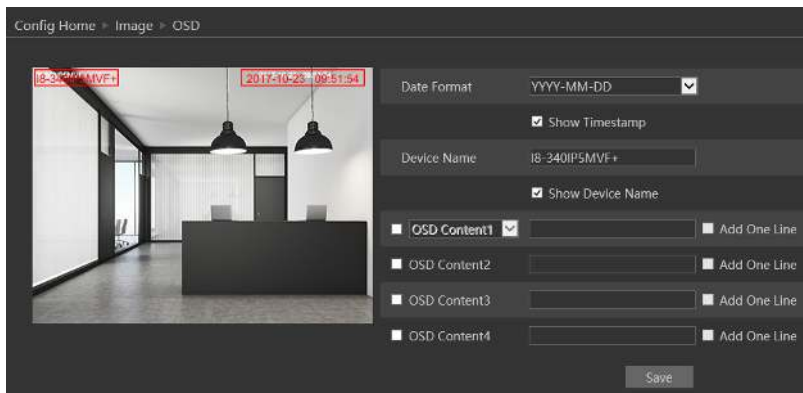 Config Home ▸ Image ▸ OSD
I8-340IP5MVF+ 2017-10-23 09:51:54
Date Format YYYY-MM-DD
Show Timestamp
Device Name I8-340IP5MVF+
Show Device Name
OSD Content1 Add One Line
OSD Content2 Add One Line
OSD Content3 Add One Line
OSD Content4 Add One Line
Save